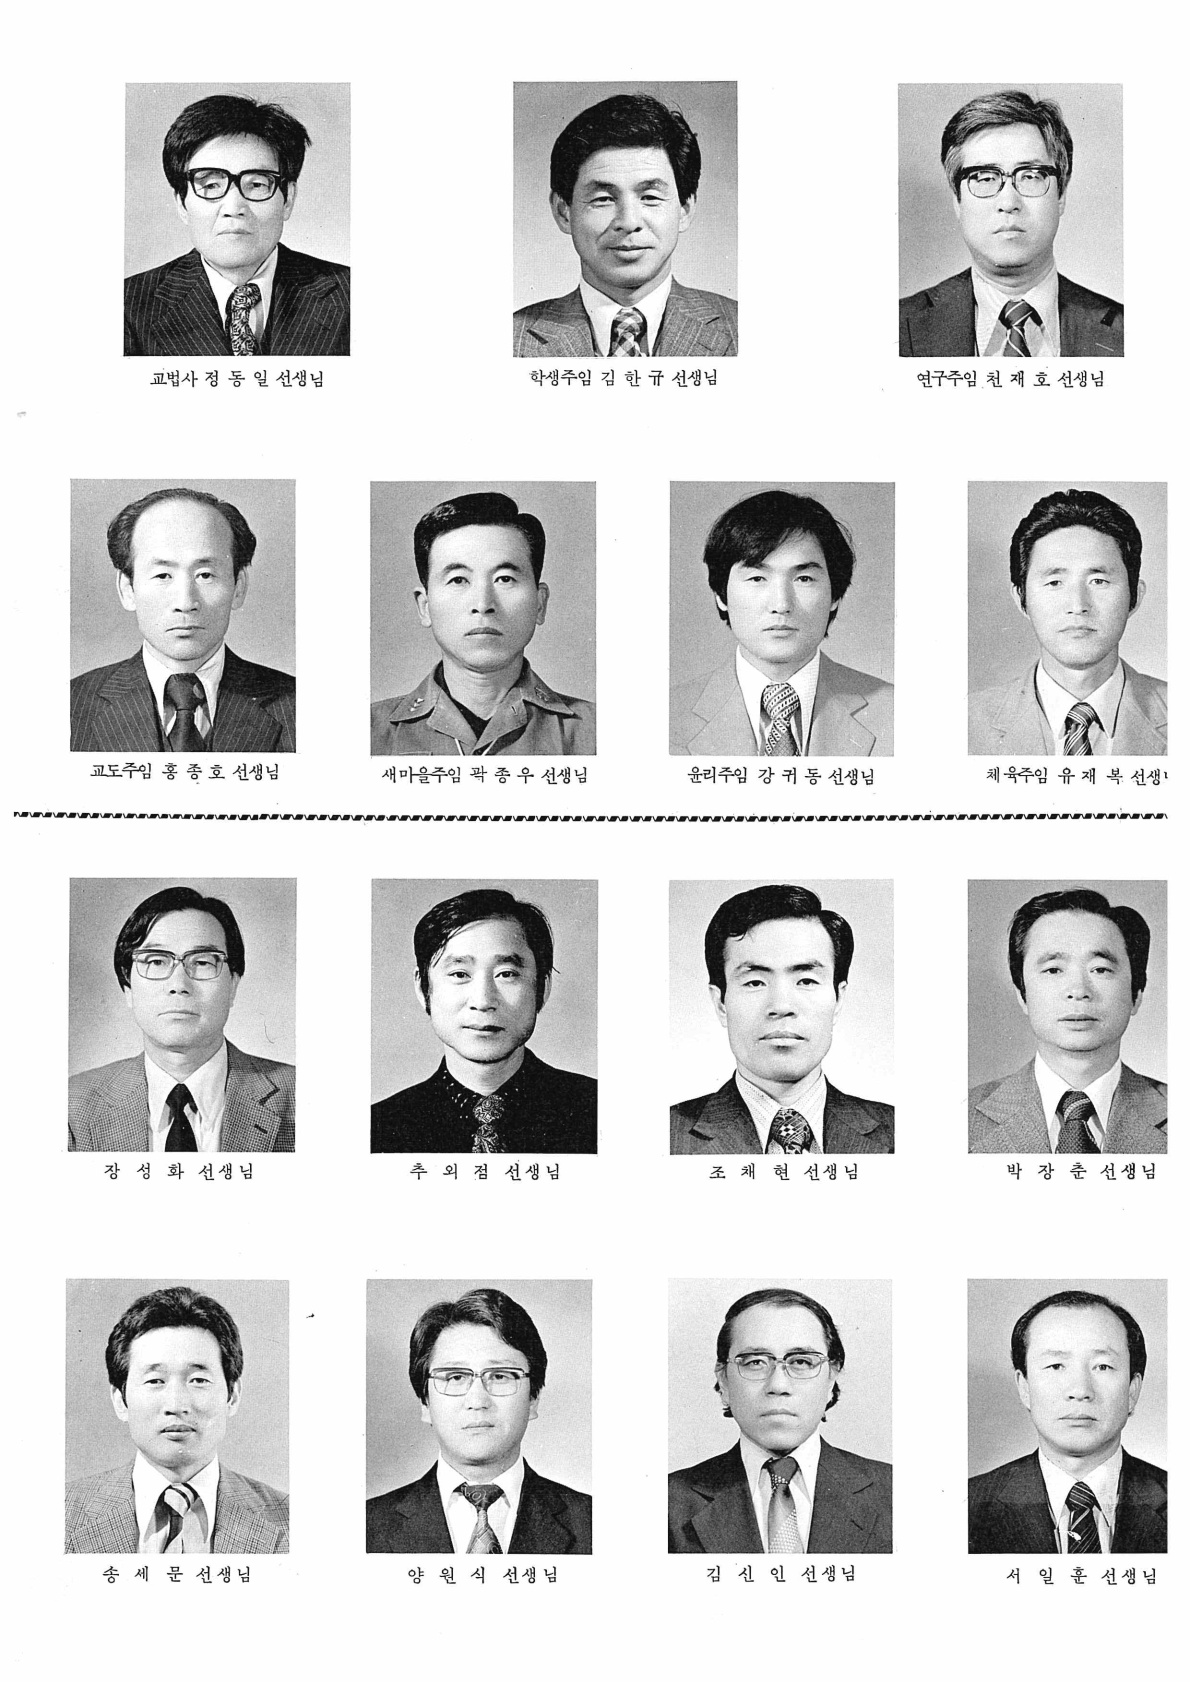 교법사 정 동 일 선생님
학생주임 김 한 규 선생님
연구주임 천 재 호 선생님
교도주임 홍 종 호 선생님
새마을주임 곽 종 우 선생님
윤리주임 강 귀 동 선생님
체육주임 유 재 복 선생
장 성 화 선생님
추 외 점 선생님
조 채 현 선생님
박 장 춘 선생님
송 세 문 선생님
양 원 식 선생님
김 신 인 선생님
서 일 훈 선생님